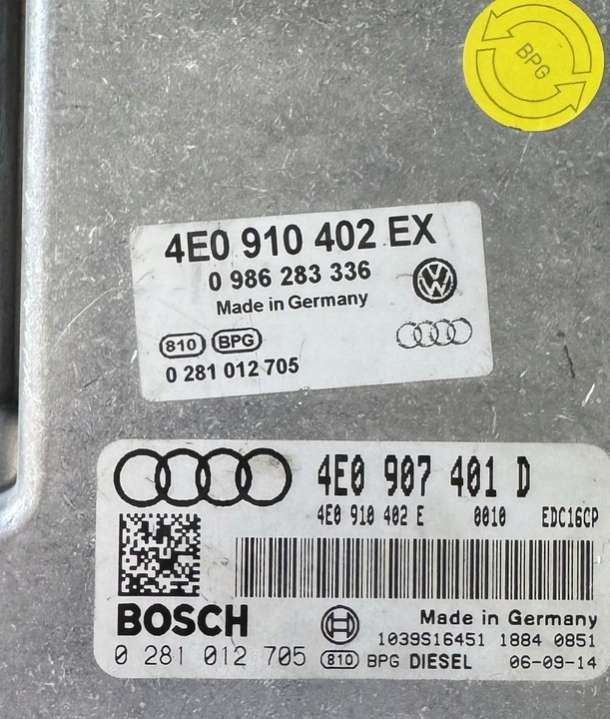 BPG
4E0 910 402 EX
0 986 283 336
Made in Germany
810 BPG
0 281 012 705
4E0 907 401 D
4E0 910 402 E 0010 EDC16CP
BOSCH
Made in Germany
1039S16451 1884 0851
0 281 012 705 810 BPG DIESEL 06-09-14